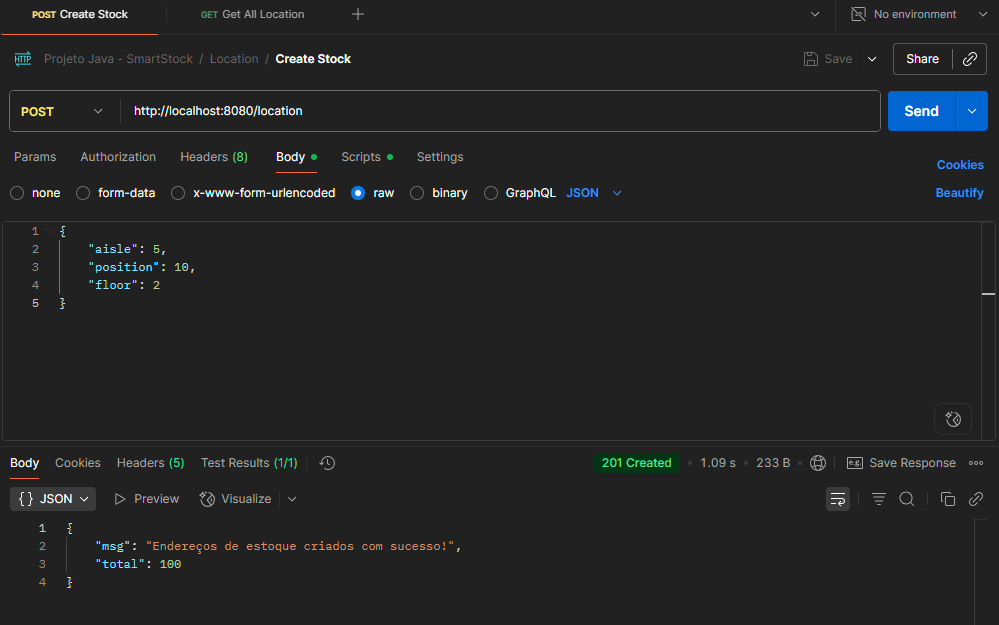 POST Create Stock GET Get All Location No environment
HTTP Projeto Java - SmartStock / Location / Create Stock Save Share
POST http://localhost:8080/location Send
Params Authorization Headers (8) Body Scripts Settings Cookies
none form-data x-www-form-urlencoded raw binary GraphQL JSON Beautify
1 {
2 "aisle": 5,
3 "position": 10,
4 "floor": 2
5 }
Body Cookies Headers (5) Test Results (1/1) 201 Created 1.09 s 233 B e.g. Save Response
{} JSON Preview Visualize
1 {
2 "msg": "Endereços de estoque criados com sucesso!",
3 "total": 100
4 }